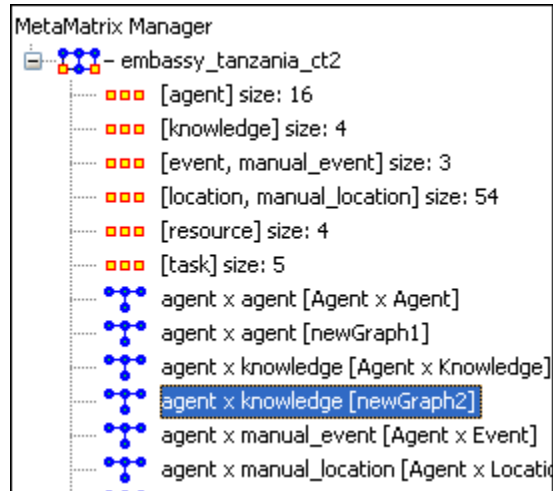 MetaMatrix Manager
embassy_tanzania_ct2
[agent] size: 16
[knowledge] size: 4
[event, manual_event] size: 3
[location, manual_location] size: 54
[resource] size: 4
[task] size: 5
agent x agent [Agent x Agent]
agent x agent [newGraph1]
agent x knowledge [Agent x Knowledge]
agent x knowledge [newGraph2]
agent x manual_event [Agent x Event]
agent x manual_location [Agent x